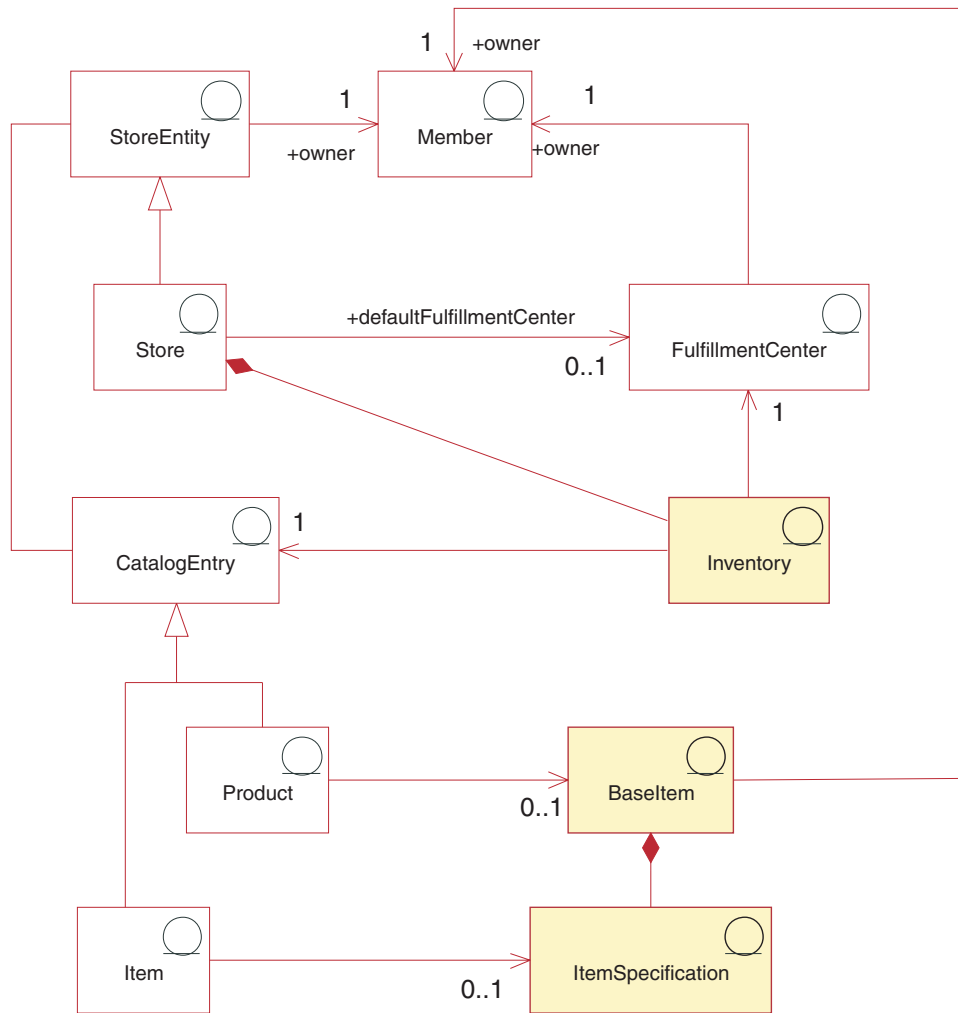 1
+owner
StoreEntity
1
+owner
Member
1
+owner
Store
+defaultFulfillmentCenter
0..1
FulfillmentCenter
1
CatalogEntry
1
Inventory
Product
0..1
BaseItem
Item
0..1
ItemSpecification